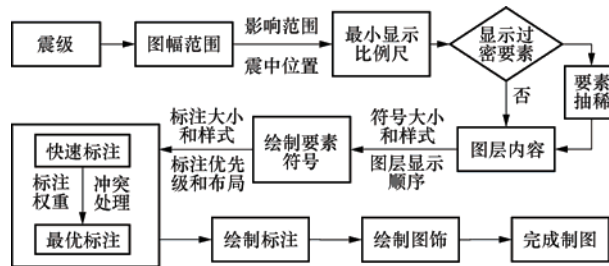 震级
图幅范围
影响范围
震中位置
最小显示
比例尺
显示过
密要素
要素
抽稀
否
图层内容
符号大小
和样式
图层显示
顺序
绘制要素
符号
标注大小
和样式
标注优先
级和布局
快速标注
标注
权重
冲突
处理
最优标注
绘制标注
绘制图饰
完成制图